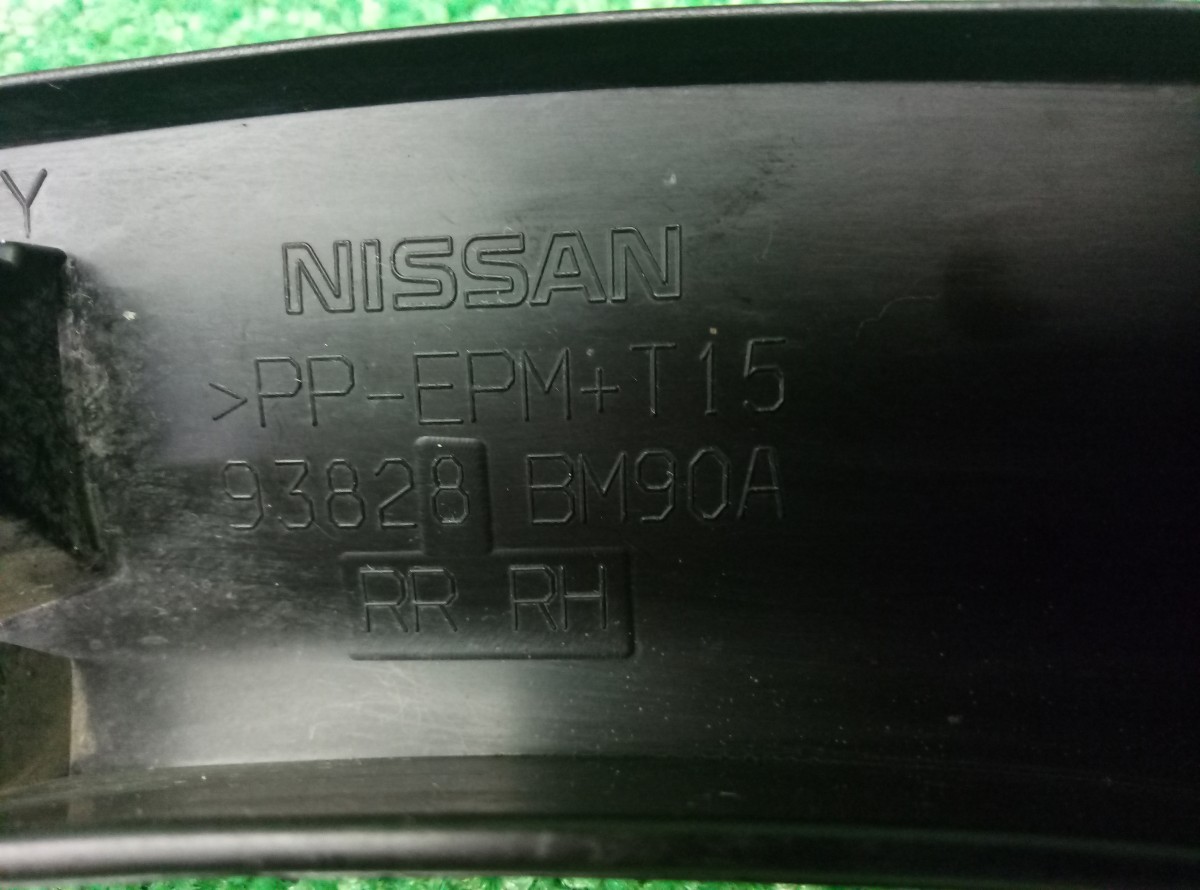 Y
NISSAN
>PP-EPM+T15
93828 BM90A
RR RH